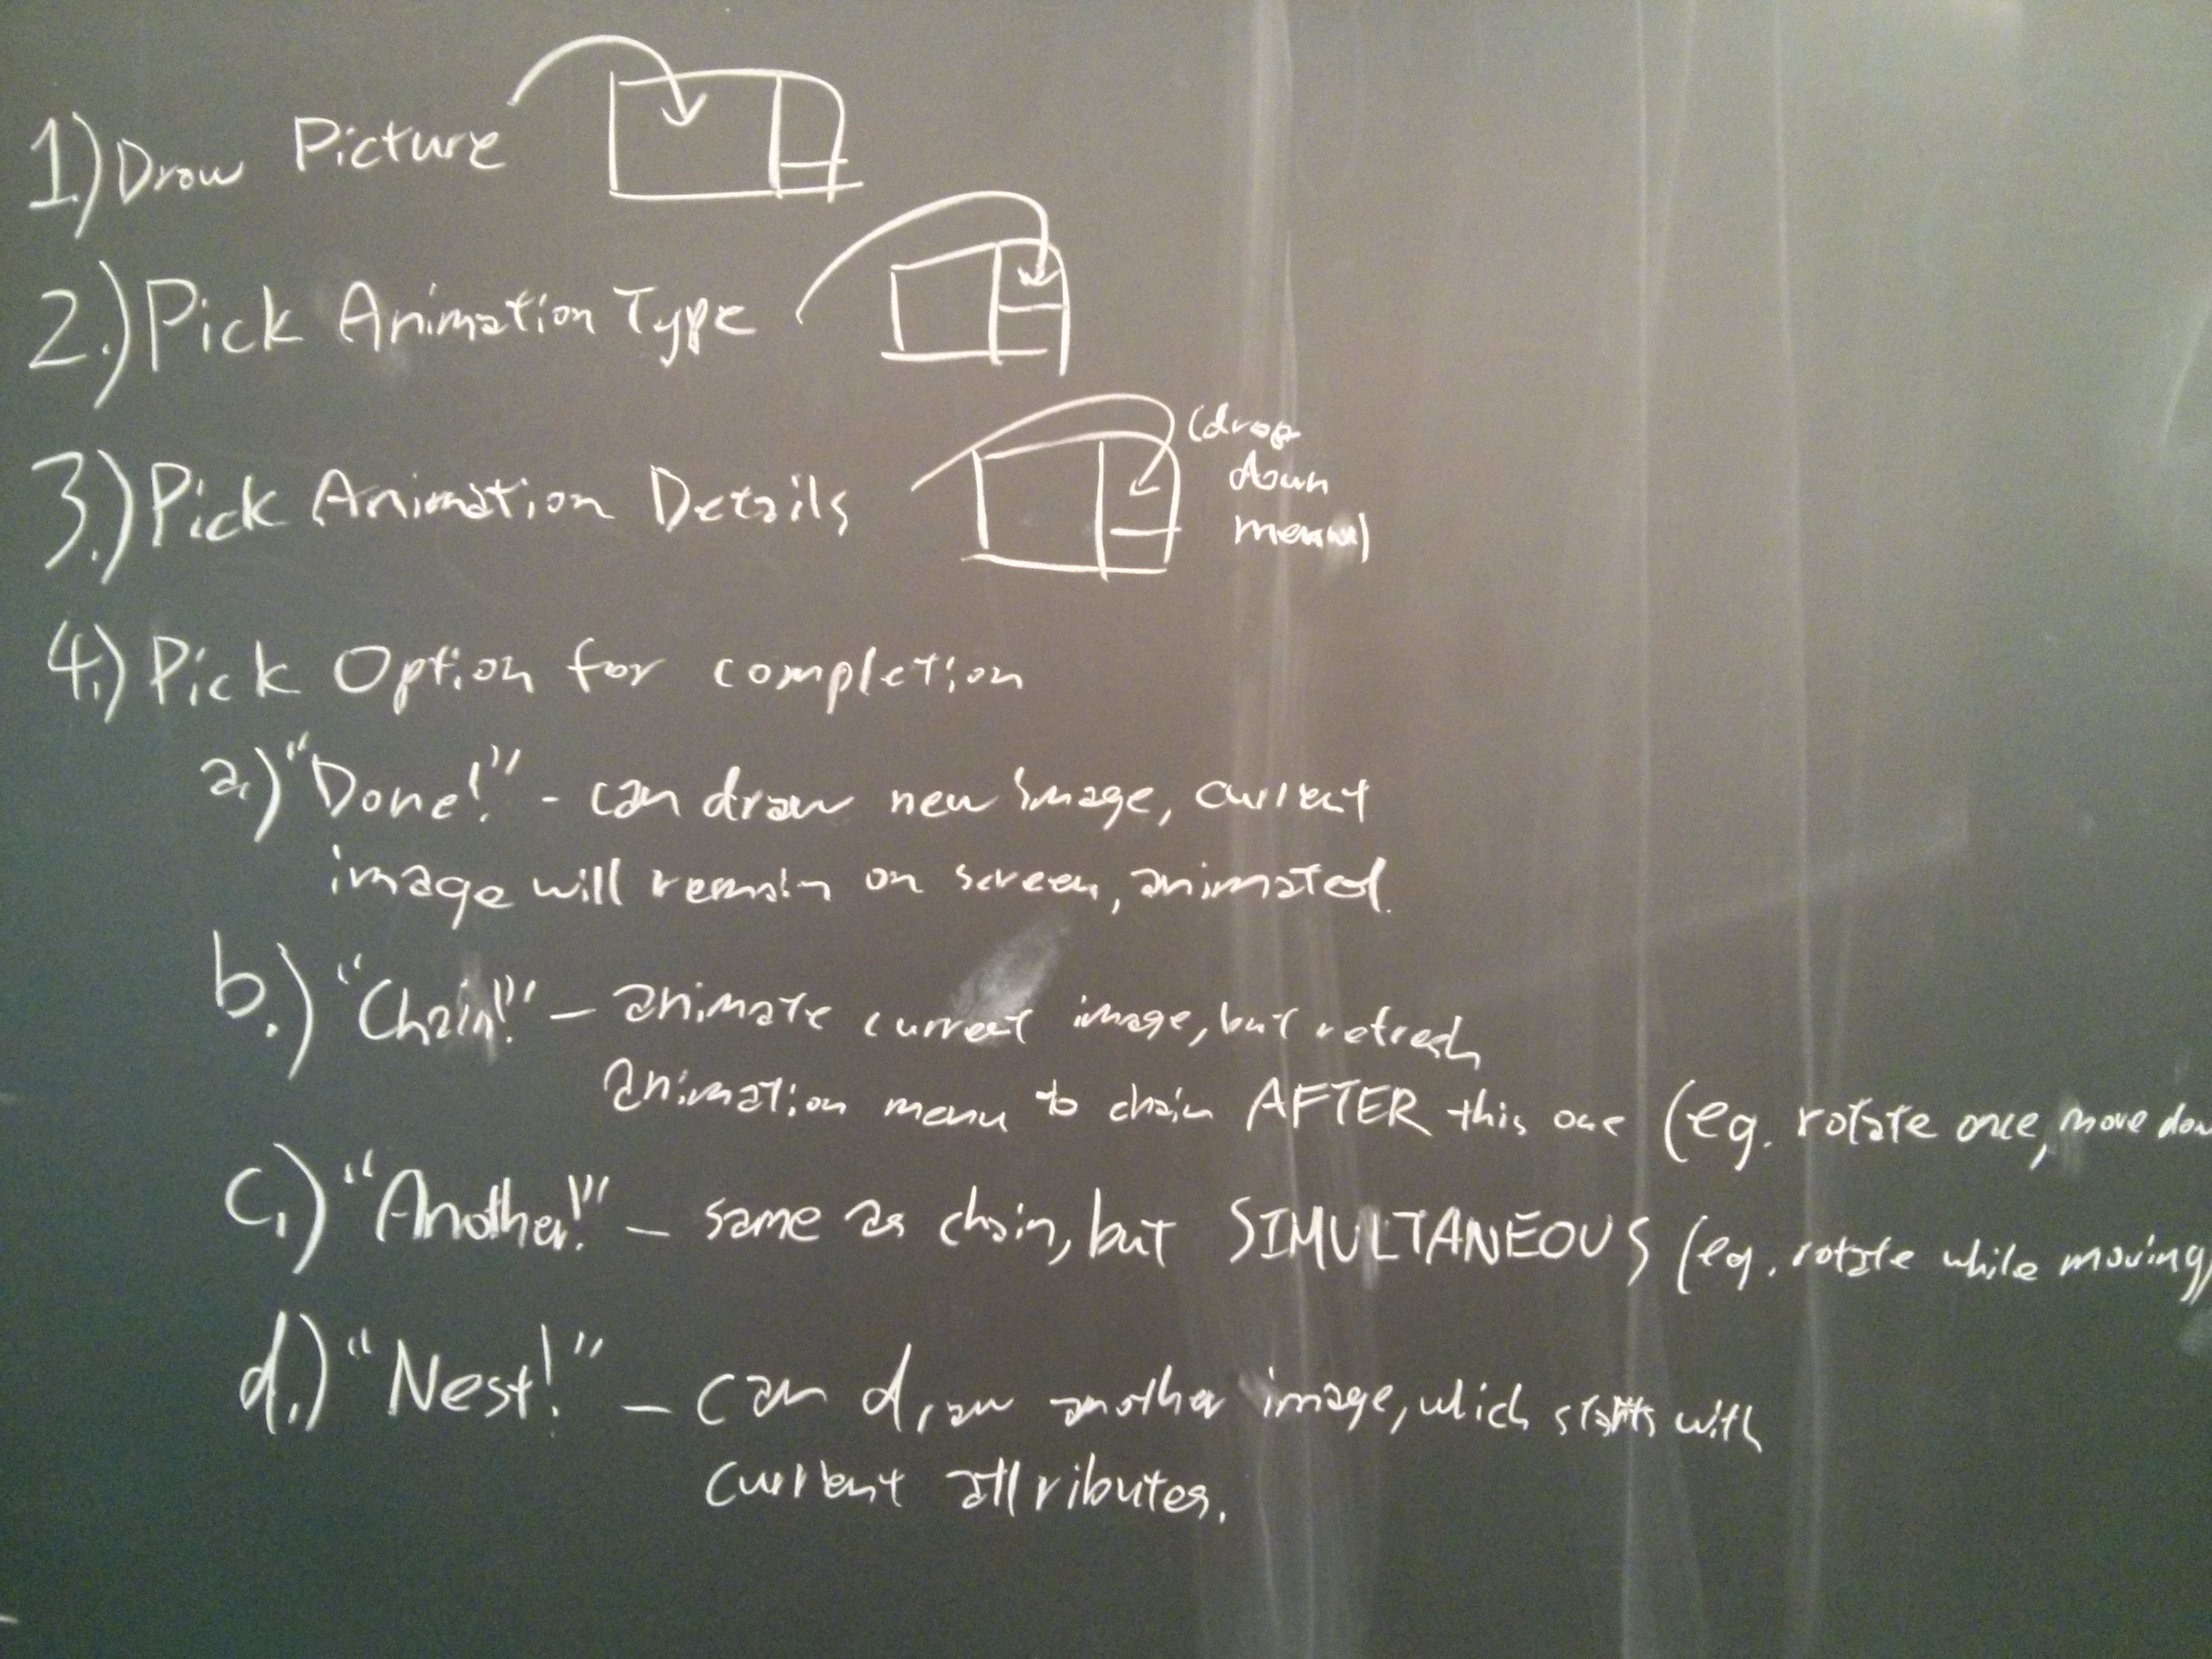 1.) Draw Picture
2.) Pick Animation Type
3.) Pick Animation Details
(drop
down
menu)
4.) Pick Option for completion
a.) "Done!" - can draw new image, current
image will remain on screen, animated.
b.) "Chain!" - animate current image, but refresh
animation menu to chain AFTER this one (eg. rotate once, move
c.) "Another!" - same as chain, but SIMULTANEOUS (eg. rotate while moving)
d.) "Nest!" - can draw another image, which starts with
current attributes.